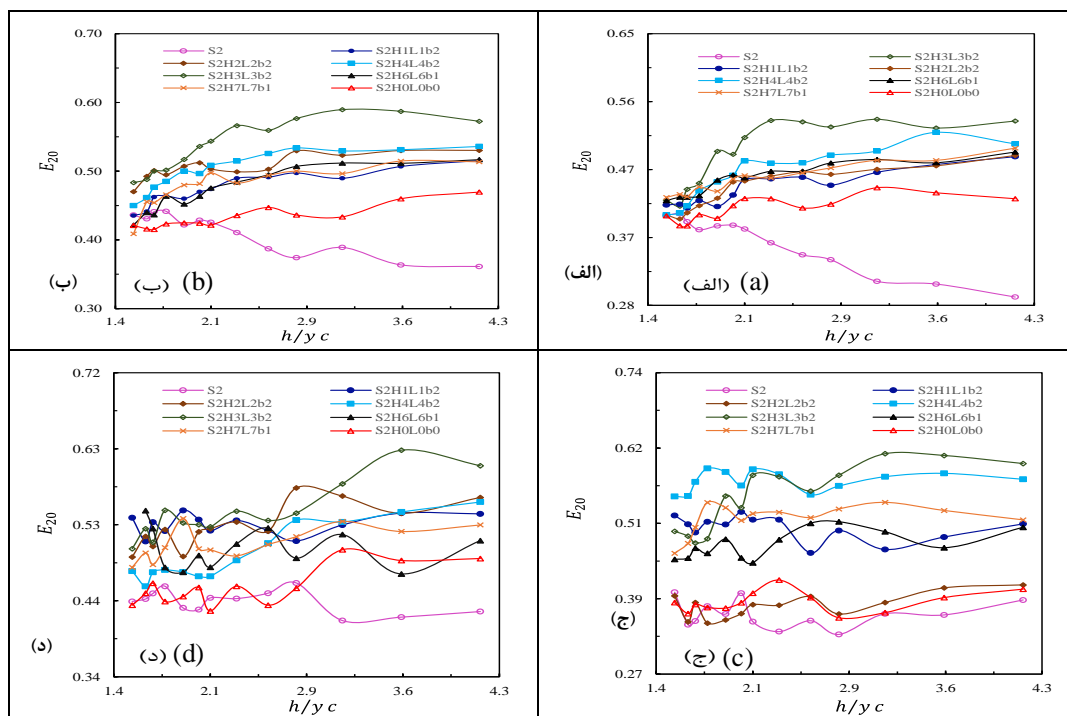 0.70
0.60
0.50
0.40
0.30
E20
S2
S2H1L1b2
S2H2L2b2
S2H4L4b2
S2H3L3b2
S2H6L6b1
S2H7L7b1
S2H0L0b0
(ب)
(ب) (b)
1.4 2.1 2.9 3.6 4.3
h/y c
0.65
0.56
0.47
0.37
0.28
E20
S2
S2H3L3b2
S2H1L1b2
S2H2L2b2
S2H4L4b2
S2H6L6b1
S2H7L7b1
S2H0L0b0
(الف)
(الف) (a)
1.4 2.1 2.9 3.6 4.3
h/y c
0.72
0.63
0.53
0.44
0.34
E20
S2
S2H1L1b2
S2H2L2b2
S2H4L4b2
S2H3L3b2
S2H6L6b1
S2H7L7b1
S2H0L0b0
(د)
(د) (d)
1.4 2.1 2.9 3.6 4.3
h/y c
0.74
0.62
0.51
0.39
0.27
E20
S2
S2H1L1b2
S2H2L2b2
S2H4L4b2
S2H3L3b2
S2H6L6b1
S2H7L7b1
S2H0L0b0
(ج)
(ج) (c)
1.4 2.1 2.9 3.6 4.3
h/y c